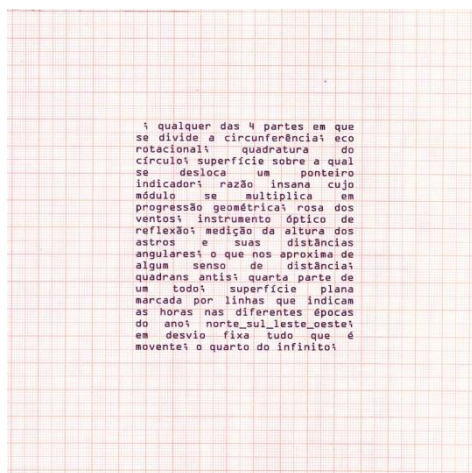 ; qualquer das 4 partes em que
se divide a circunferência; eco
rotacional; quadratura do
círculo; superfície sobre a qual
se desloca um ponteiro
indicador; razão insana cujo
módulo se multiplica em
progressão geométrica; rosa dos
ventos; instrumento óptico de
reflexão; medição da altura dos
astros e suas distâncias
angulares; o que nos aproxima de
algum senso de distância;
quadrans antis; quarta parte de
um todo; superfície plana
marcada por linhas que indicam
as horas nas diferentes épocas
do ano; norte_sul_leste_oeste;
em desvio fixa tudo que é
movente; o quarto do infinito;